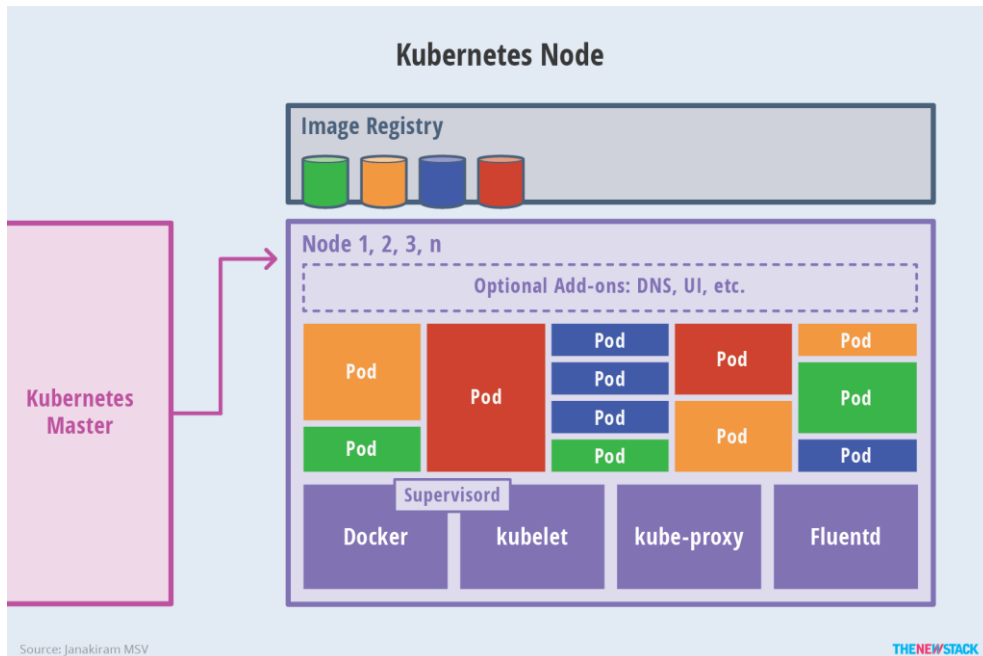 Kubernetes Node
Image Registry
Kubernetes
Master
Node 1, 2, 3, n
Optional Add-ons: DNS, UI, etc.
Pod
Pod
Pod
Pod
Pod
Pod
Pod
Pod
Pod
Pod
Pod
Pod
Supervisord
Docker
kubelet
kube-proxy
Fluentd
Source: Janakiram MSV
THENEWSTACK